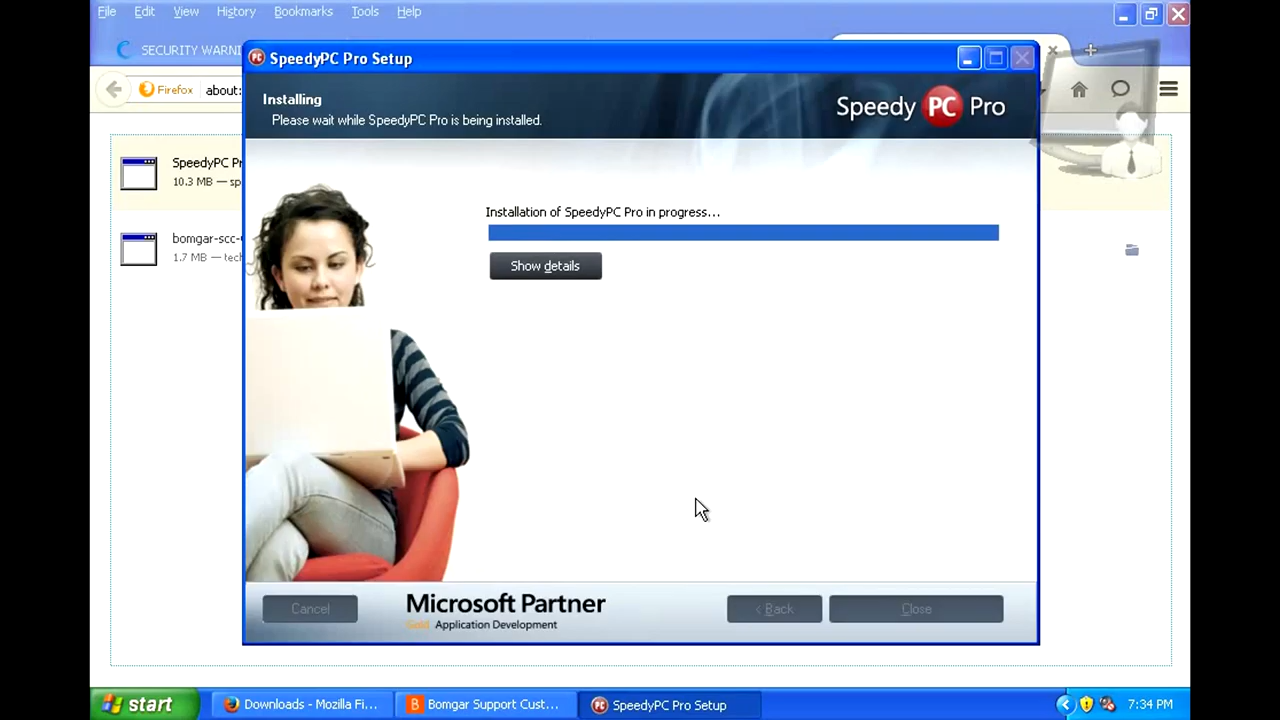 File Edit View History Bookmarks Tools Help
SECURITY WARNI
SpeedyPC Pro Setup
Firefox about:
Installing
Please wait while SpeedyPC Pro is being installed.
Speedy PC Pro
SpeedyPC Pr
10.3 MB — sp
Installation of SpeedyPC Pro in progress...
bomgar-scc-
1.7 MB — tech
Show details
Cancel
Microsoft Partner
Gold Application Development
< Back
Close
start
Downloads - Mozilla Fi...
Bomgar Support Cust...
SpeedyPC Pro Setup
7:34 PM